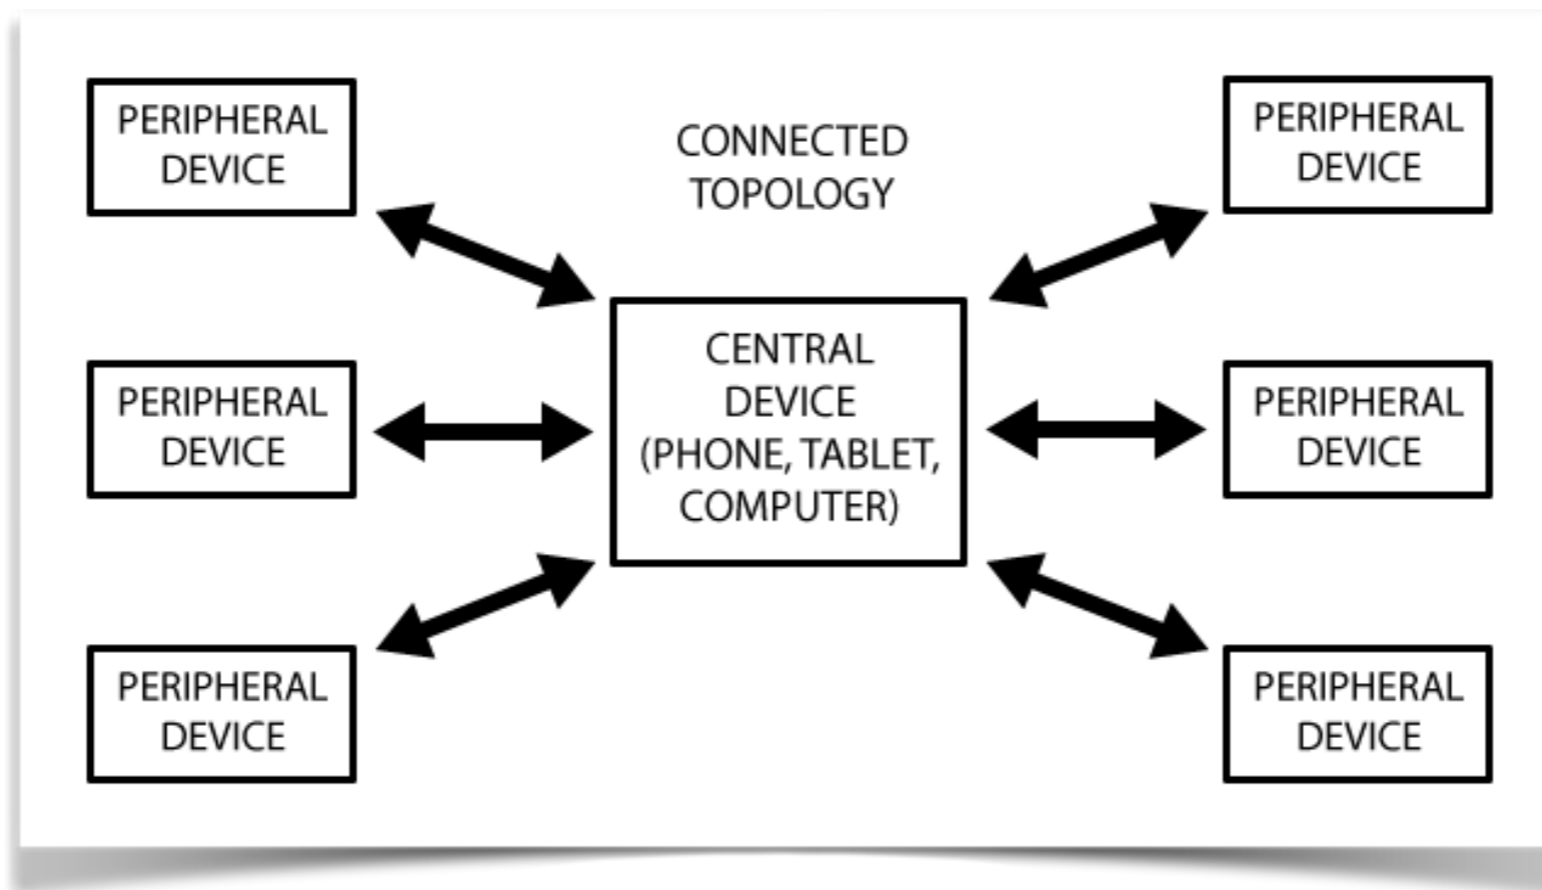 PERIPHERAL
DEVICE
CONNECTED
TOPOLOGY
PERIPHERAL
DEVICE
PERIPHERAL
DEVICE
CENTRAL
DEVICE
(PHONE, TABLET,
COMPUTER)
PERIPHERAL
DEVICE
PERIPHERAL
DEVICE
PERIPHERAL
DEVICE